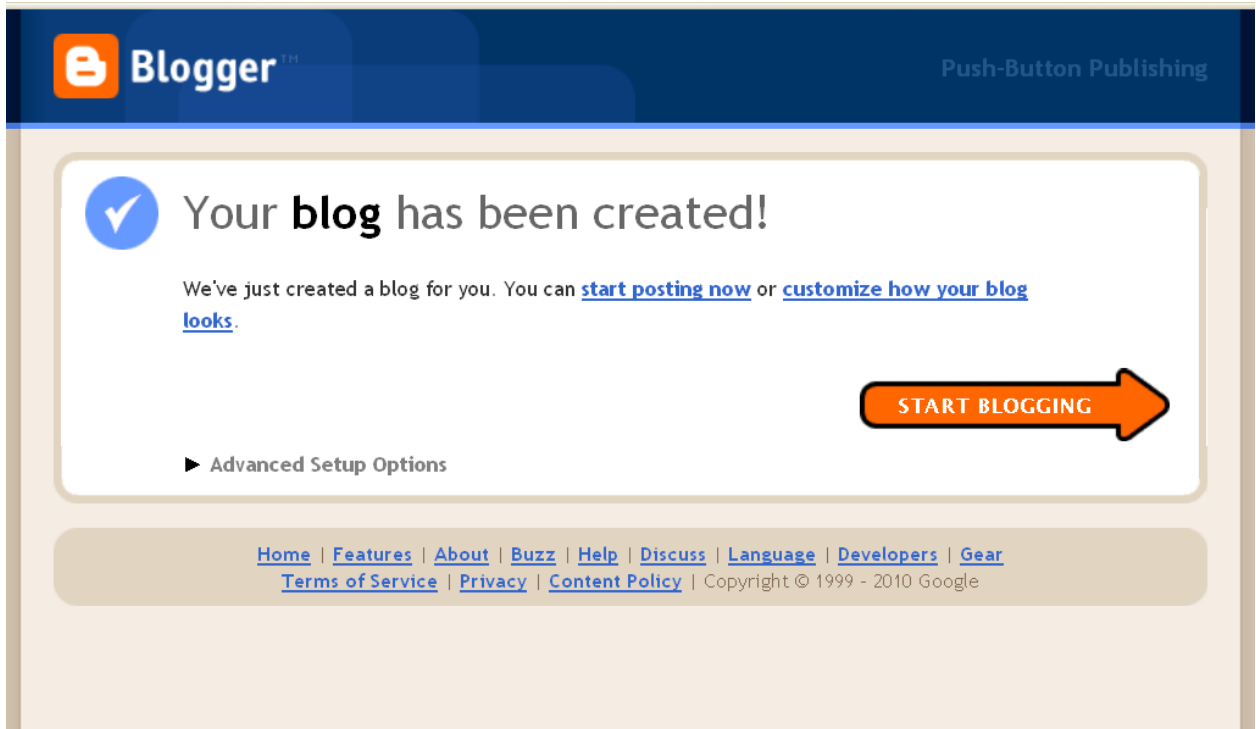 Blogger™
Push-Button Publishing
Your blog has been created!
We've just created a blog for you. You can start posting now or customize how your blog
looks.
START BLOGGING
Advanced Setup Options
Home | Features | About | Buzz | Help | Discuss | Language | Developers | Gear
Terms of Service | Privacy | Content Policy | Copyright © 1999 - 2010 Google